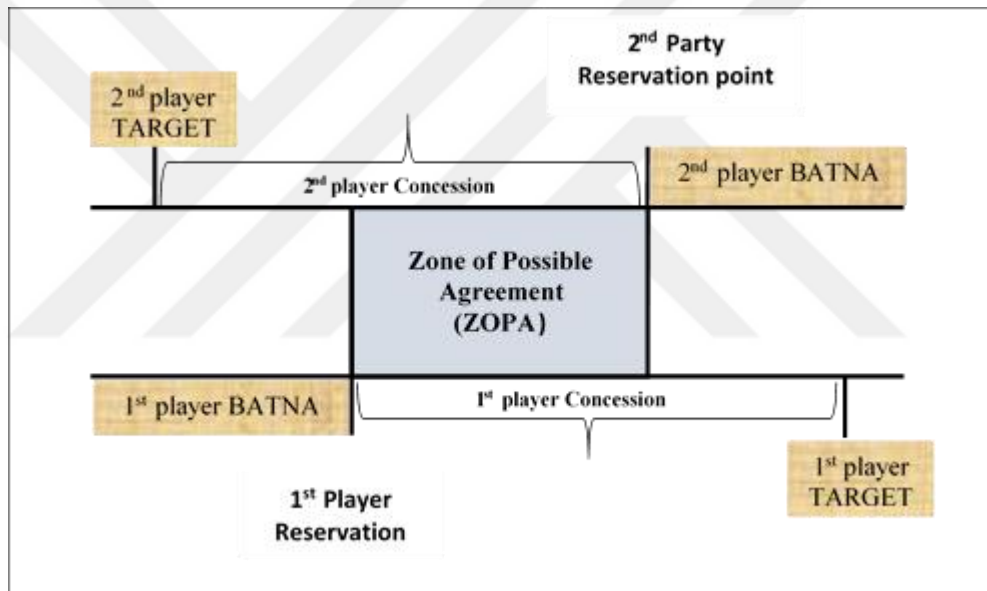 2nd Party
Reservation point
2nd player
TARGET
2nd player Concession
2nd player BATNA
Zone of Possible
Agreement
(ZOPA)
1st player BATNA
1st player Concession
1st player
TARGET
1st Player
Reservation